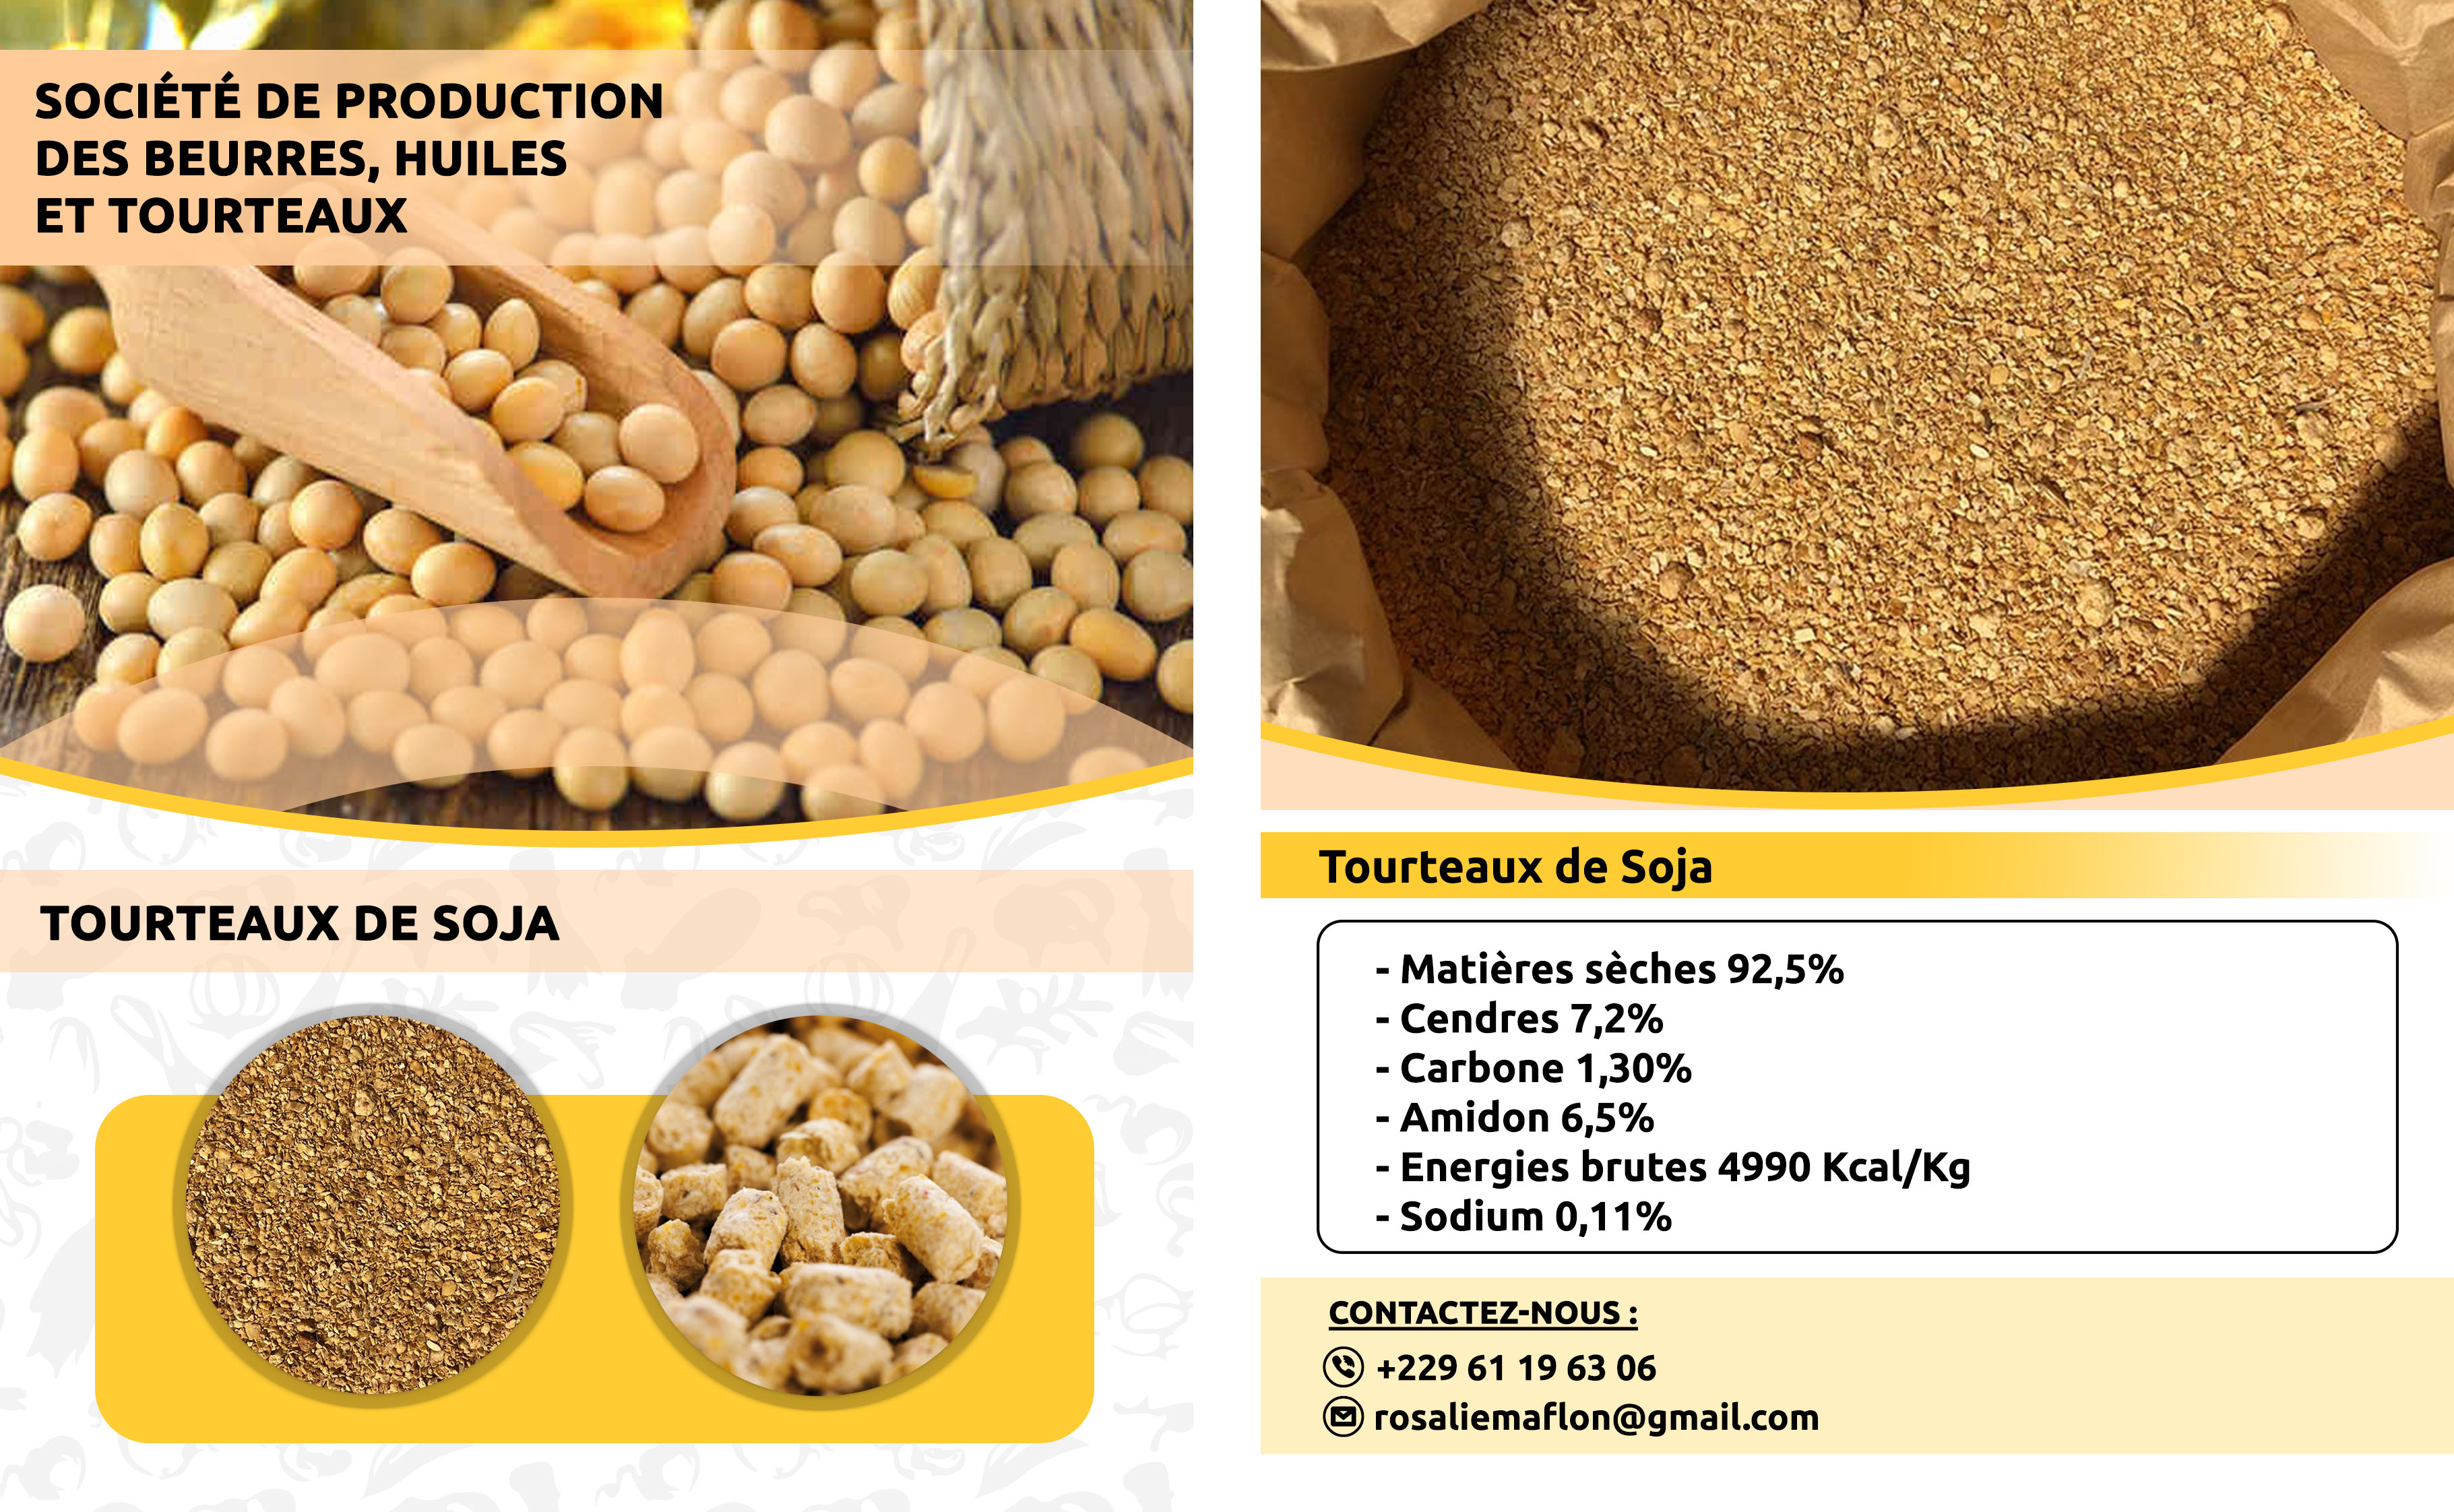 SOCIÉTÉ DE PRODUCTION
DES BEURRES, HUILES
ET TOURTEAUX
TOURTEAUX DE SOJA
Tourteaux de Soja
- Matières sèches 92,5%
- Cendres 7,2%
- Carbone 1,30%
- Amidon 6,5%
- Energies brutes 4990 Kcal/Kg
- Sodium 0,11%
CONTACTEZ-NOUS :
+229 61 19 63 06
rosaliemaflon@gmail.com